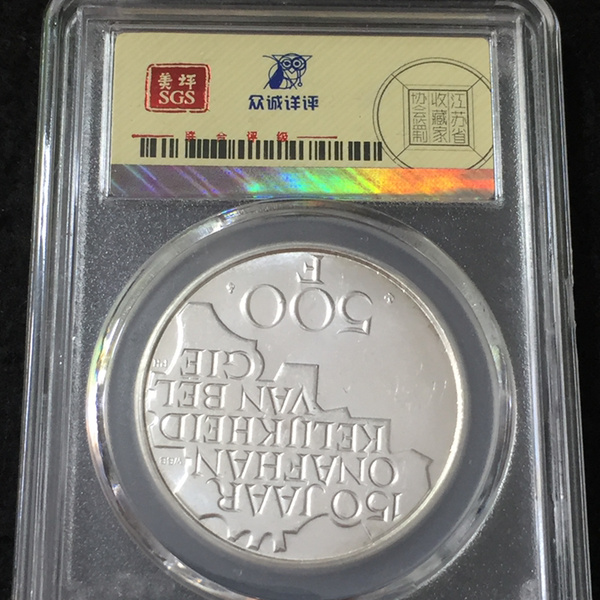 美评
SGS
众诚详评
江苏省
收藏家
协会监制
150 JAAR
ONAFHAN-
KELIJKHEID
VAN BEL
GIE
500
F